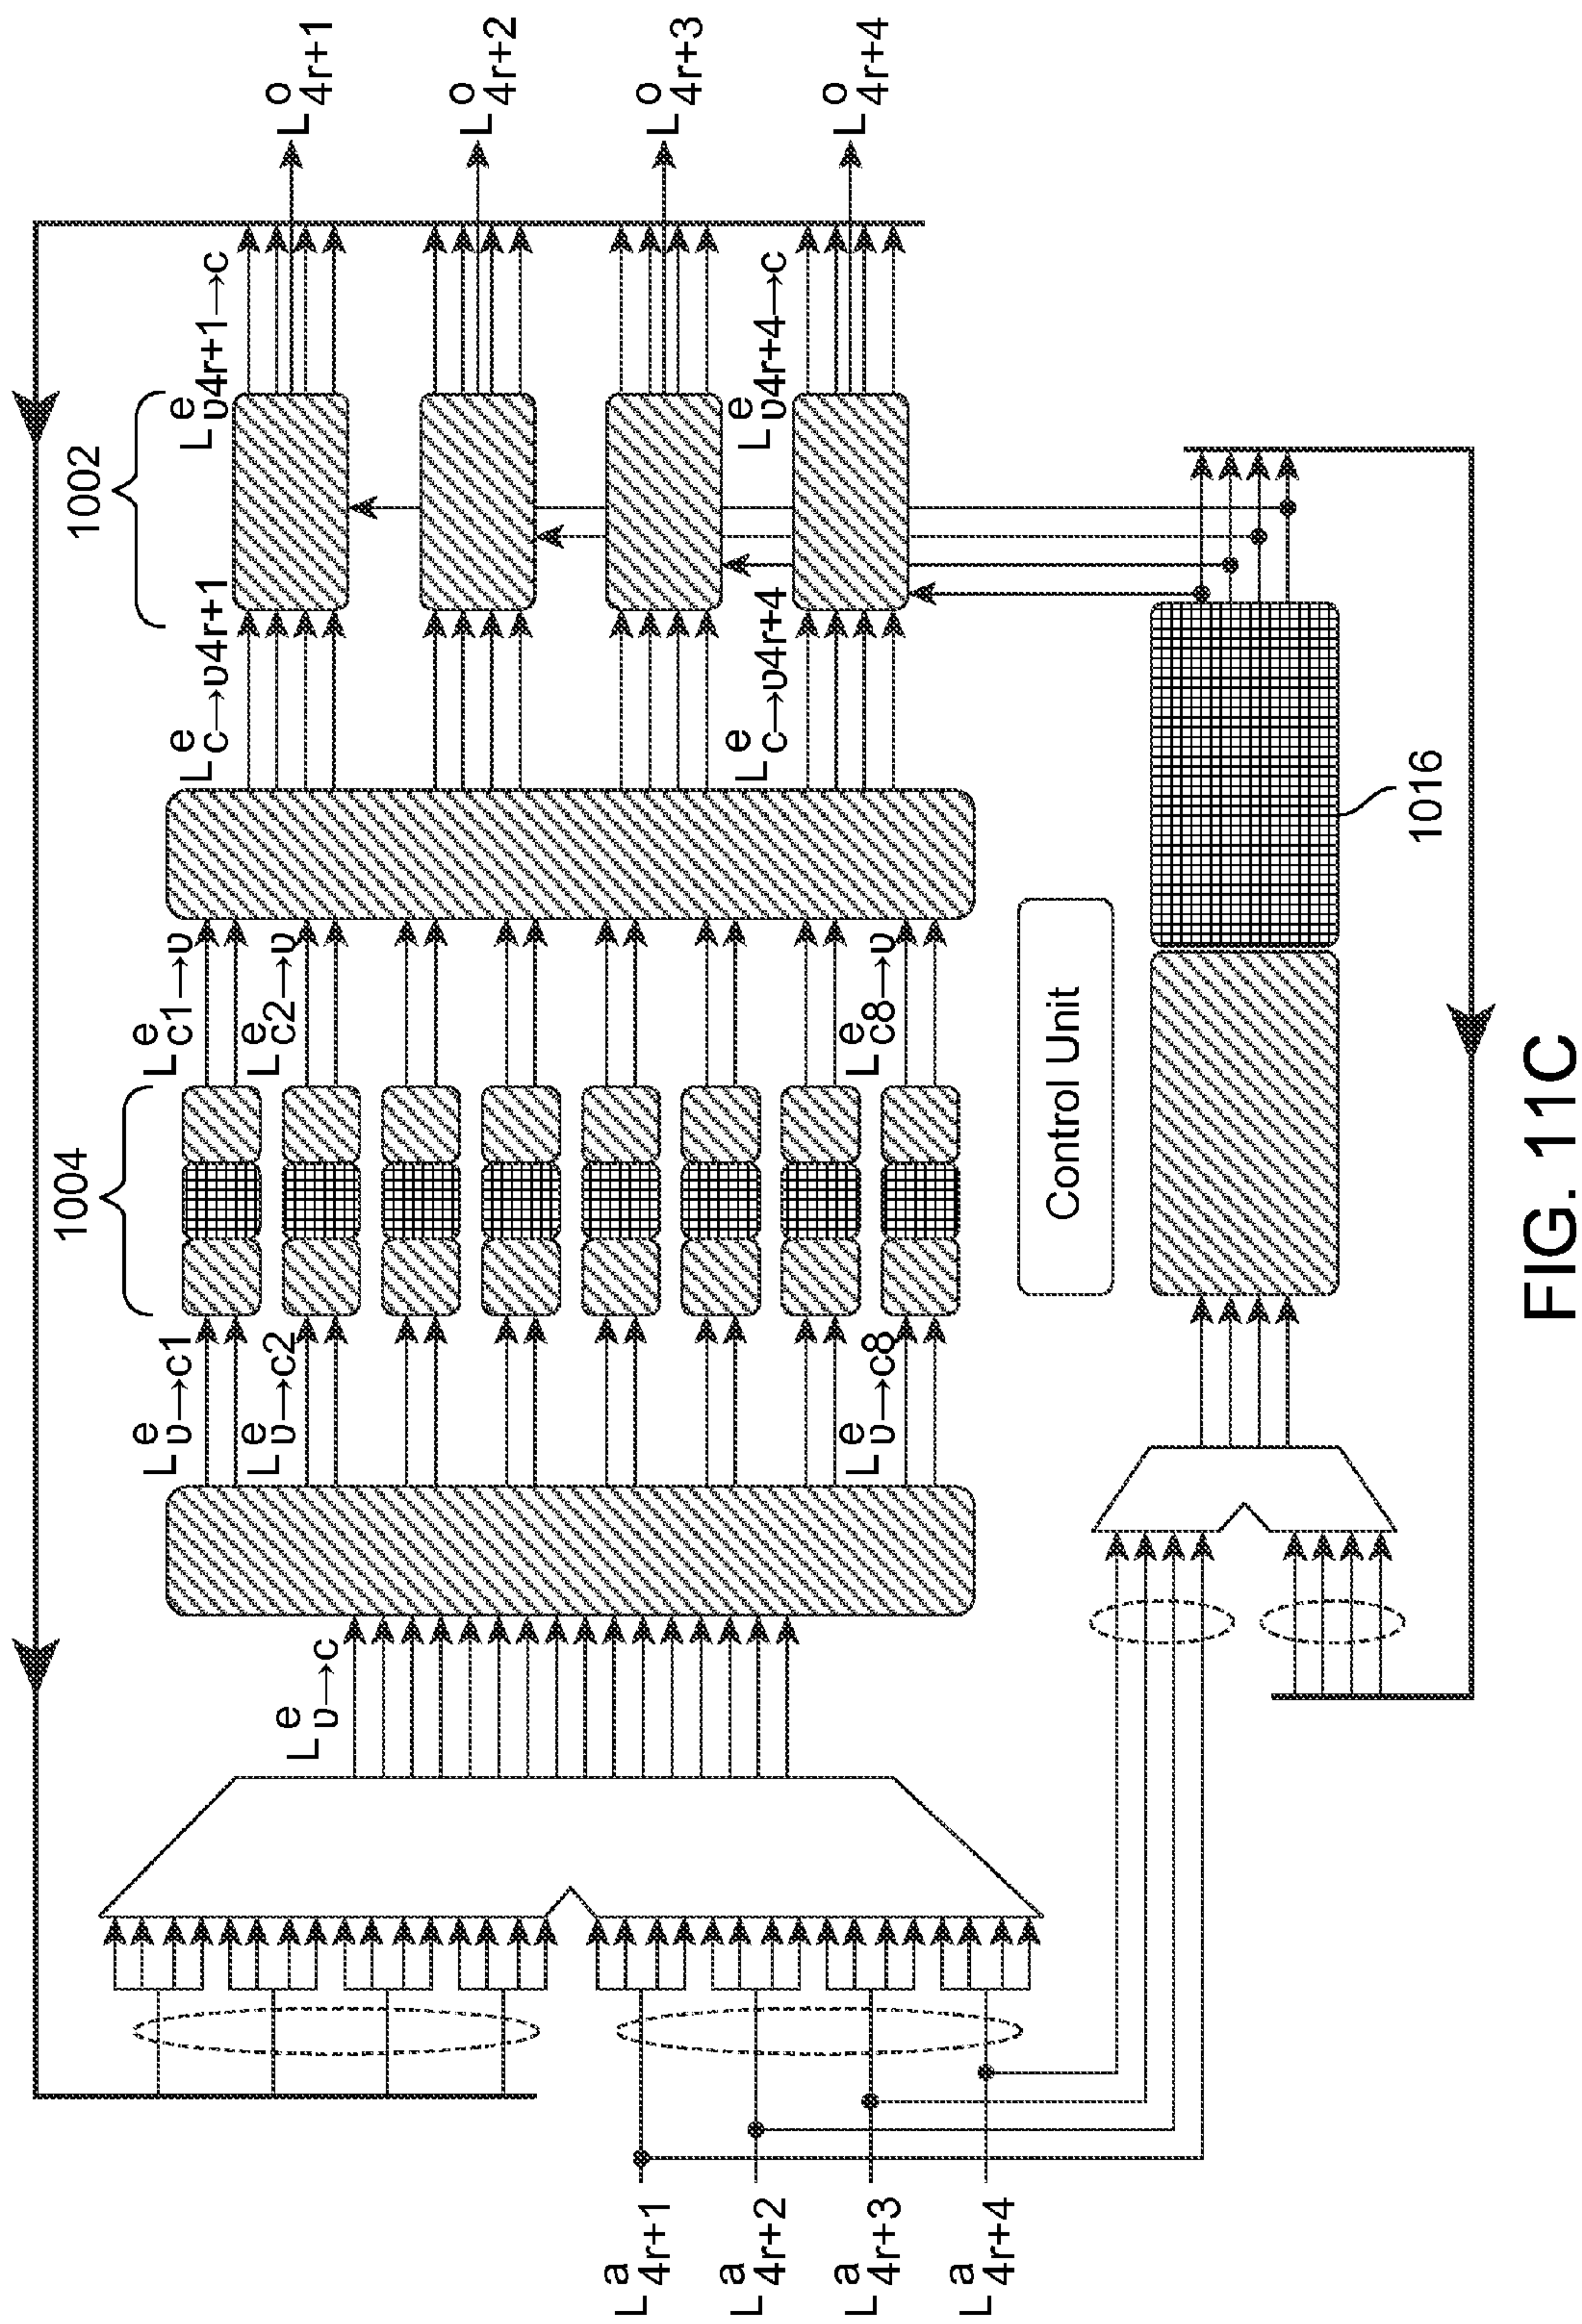 L^a_4r+1
L^a_4r+2
L^a_4r+3
L^a_4r+4
L^e_υ→c
L^e_υ→c1
L^e_υ→c2
L^e_υ→c8
1004
L^e_c1→υ
L^e_c2→υ
L^e_c8→υ
L^e_c→υ4r+1
L^e_c→υ4r+4
1002
L^e_υ4r+1→c
L^e_υ4r+4→c
L^o_4r+1
L^o_4r+2
L^o_4r+3
L^o_4r+4
Control Unit
1016
FIG. 11C